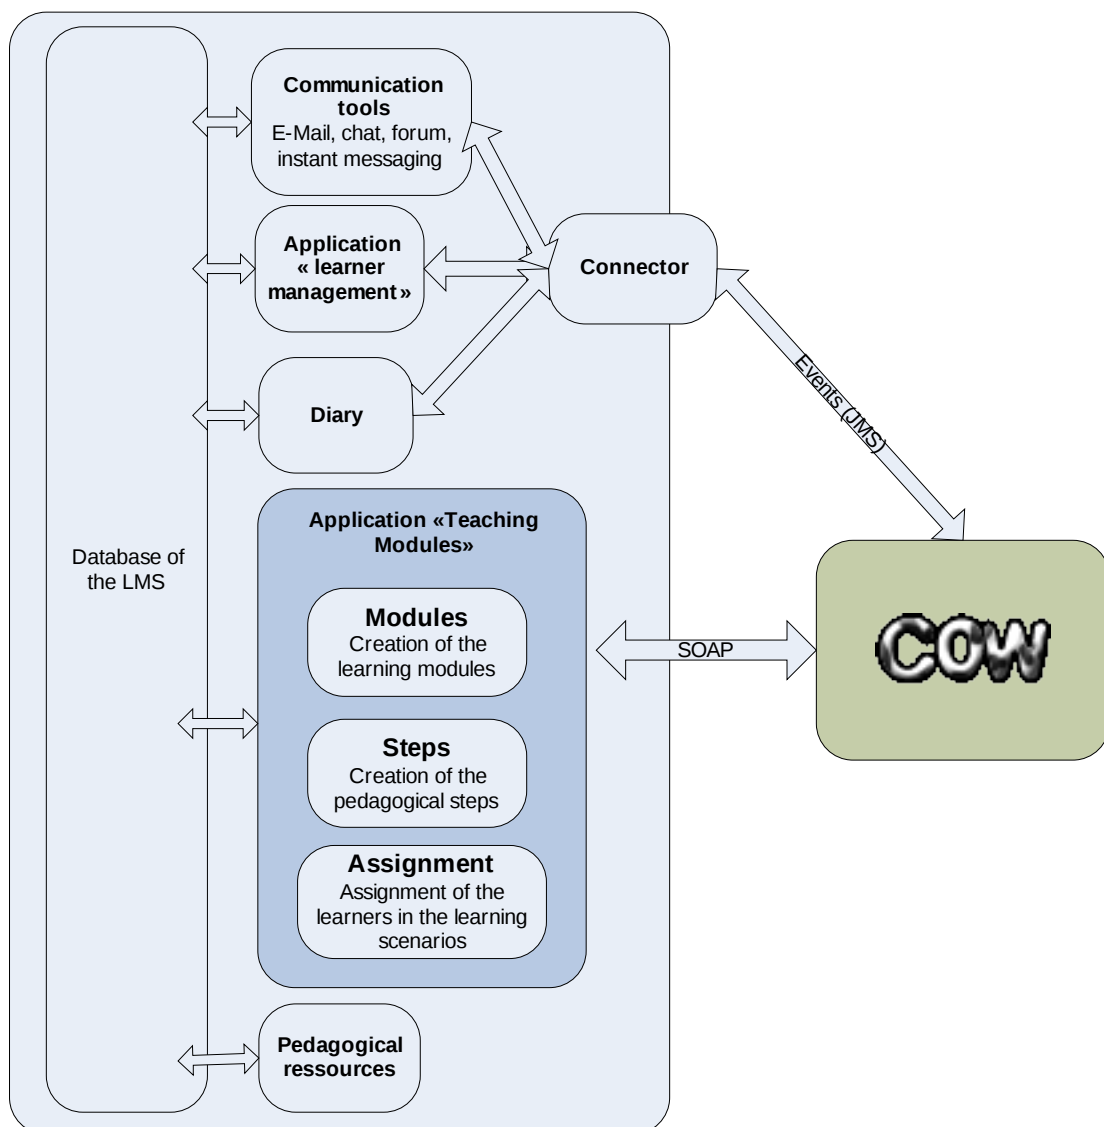 Communication
tools
E-Mail, chat, forum,
instant messaging
Application
« learner
management »
Connector
Diary
Events (JMS)
Database of
the LMS
Application «Teaching
Modules»
Modules
Creation of the
learning modules
SOAP
COW
Steps
Creation of the
pedagogical steps
Assignment
Assignment of the
learners in the learning
scenarios
Pedagogical
ressources